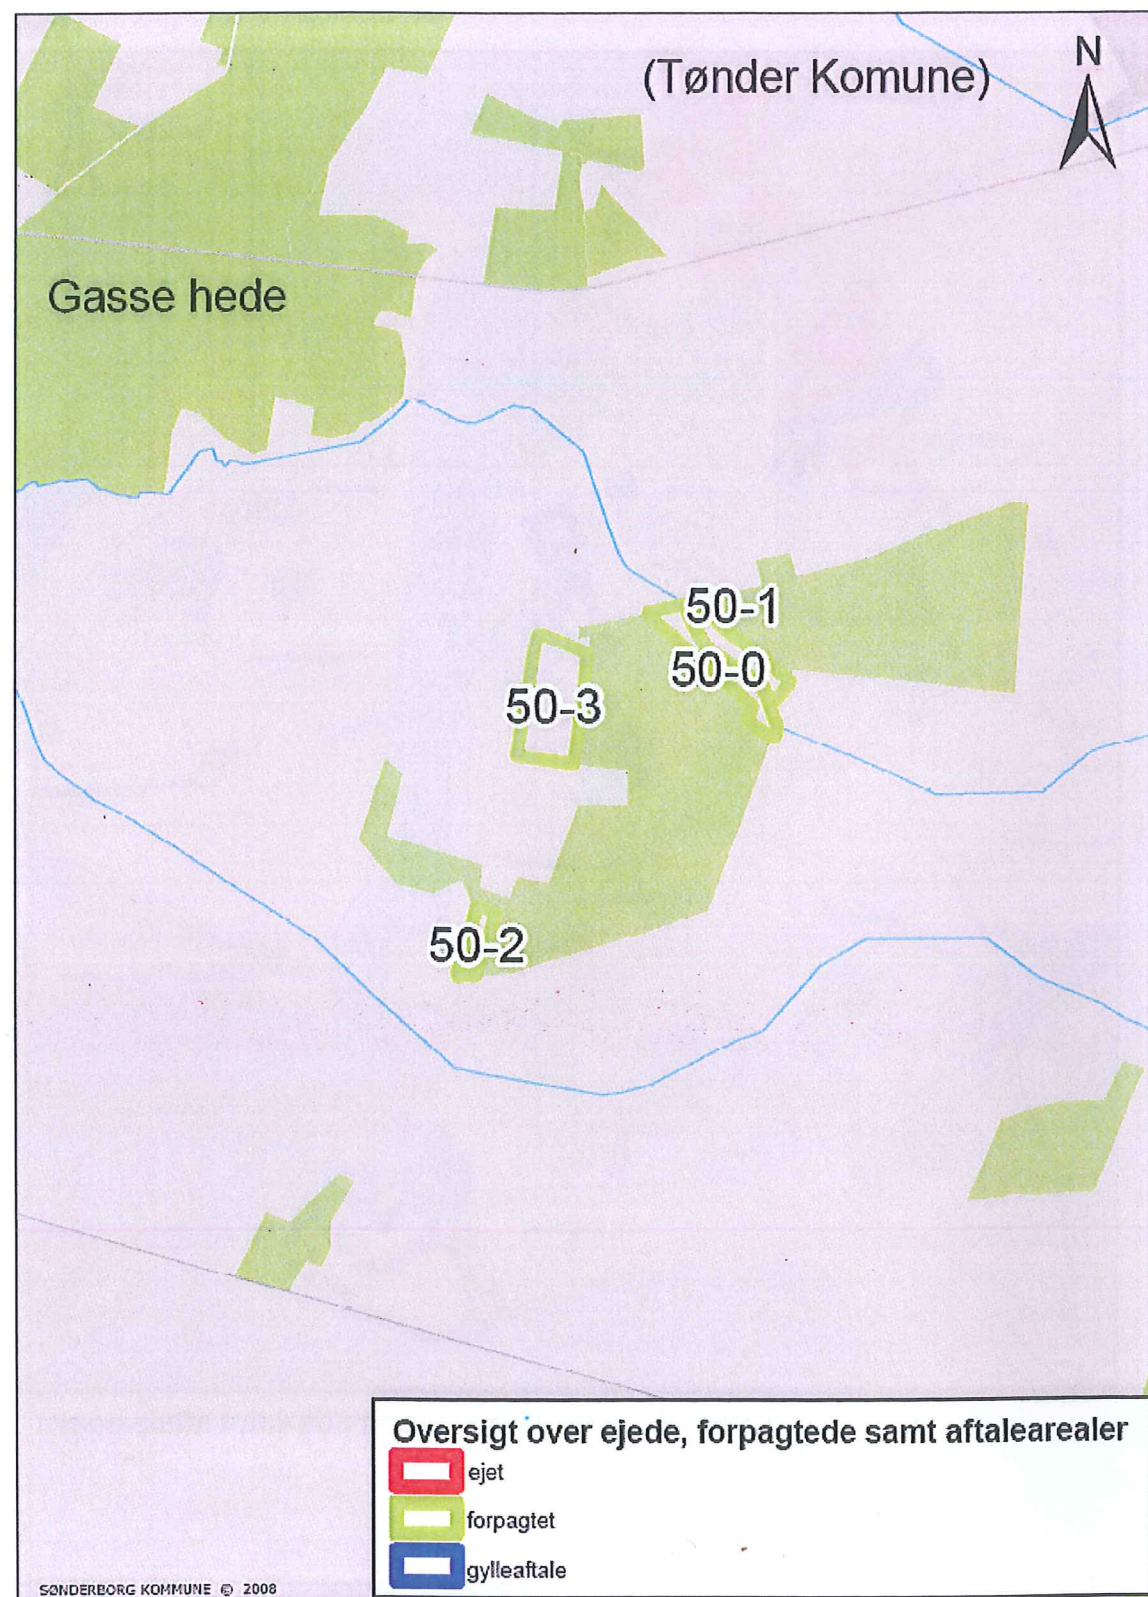 (Tønder Komune)
N
Gasse hede
50-1
50-0
50-3
50-2
Oversigt over ejede, forpagtede samt aftalearealer
ejet
forpagtet
gylleaftale
SØNDERBORG KOMMUNE © 2008